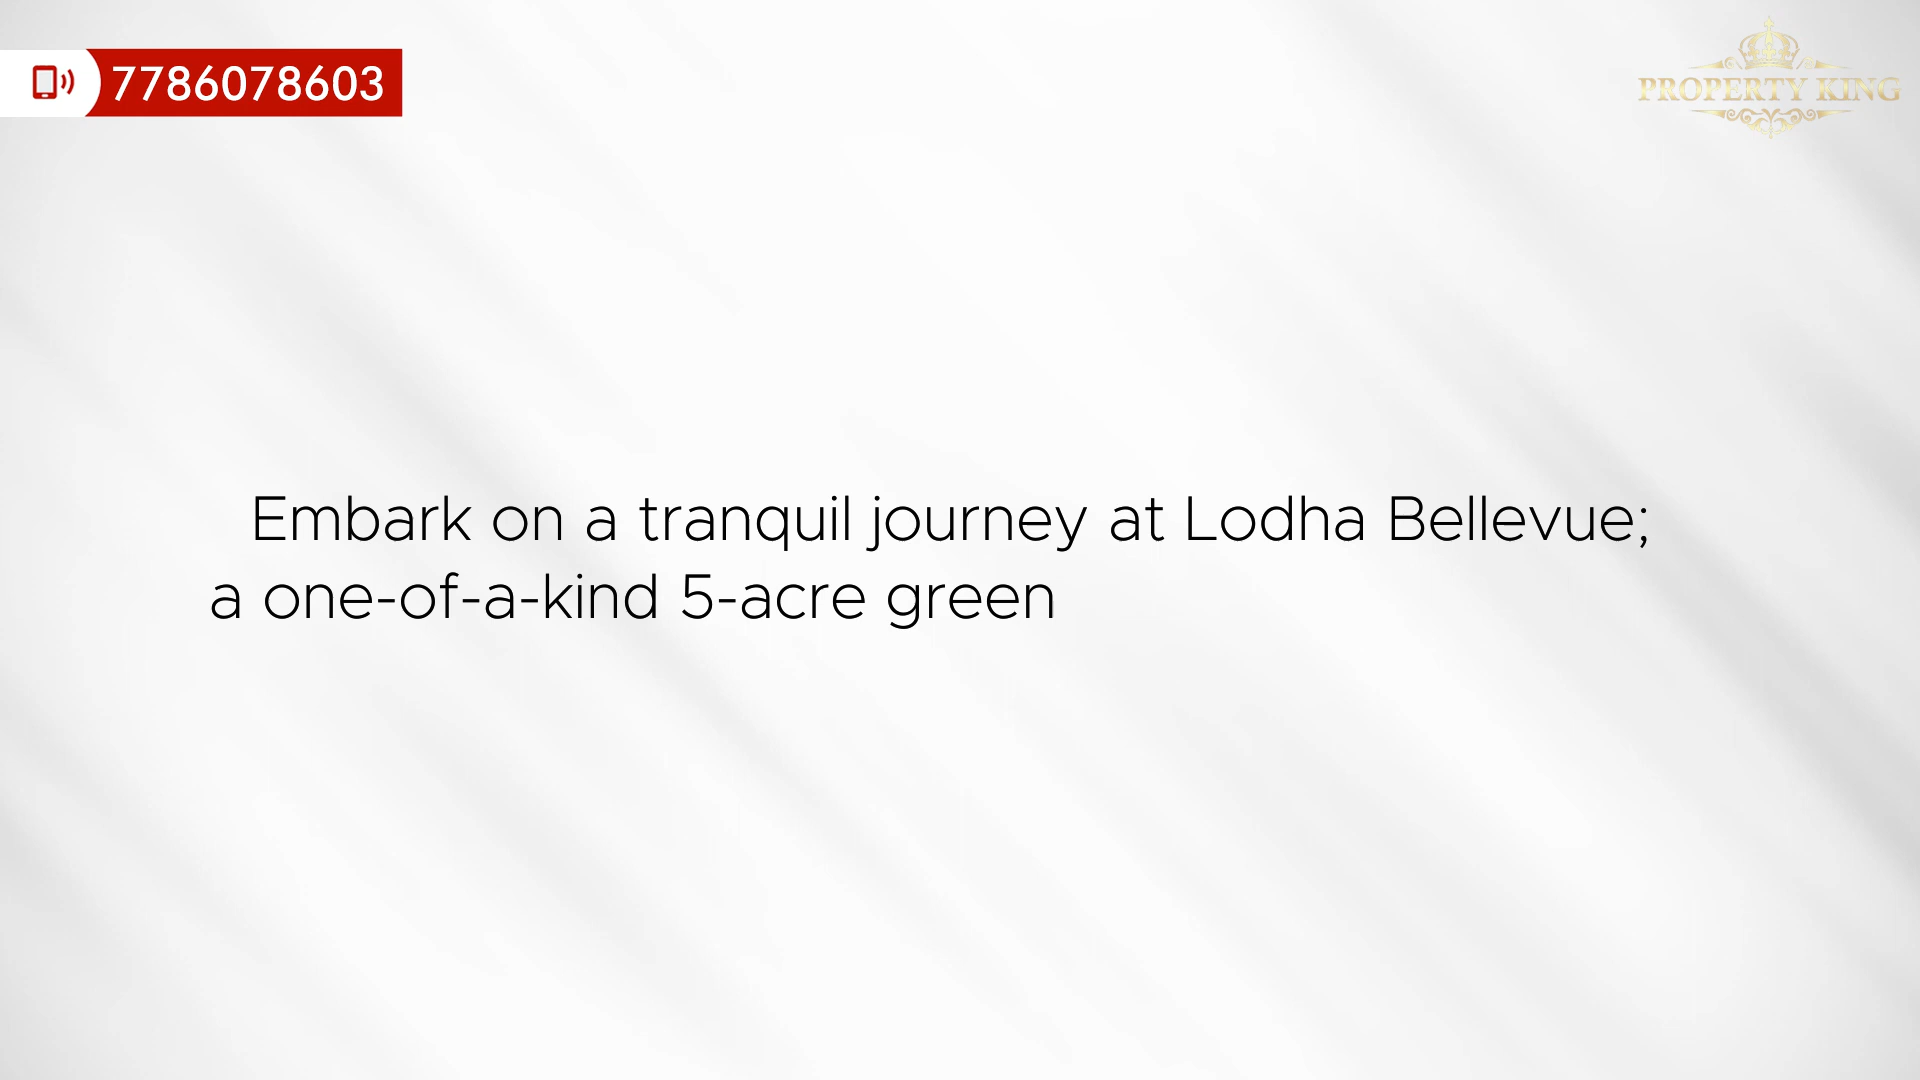 7786078603
PROPERTY KING
Embark on a tranquil journey at Lodha Bellevue;
a one-of-a-kind 5-acre green